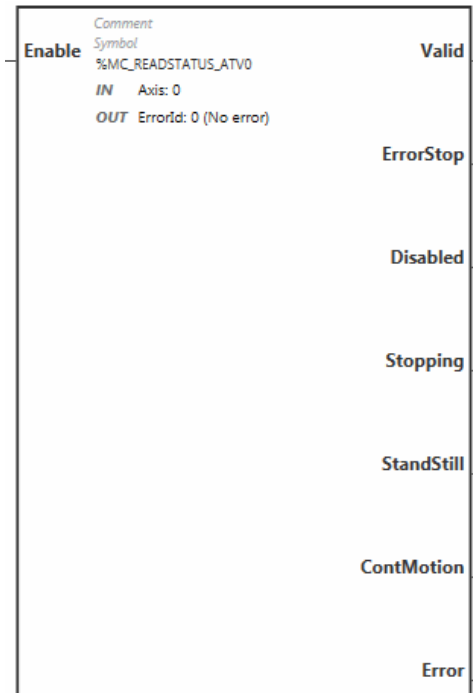 Comment
Enable Symbol Valid
%MC_READSTATUS_ATV0
IN Axis: 0
OUT ErrorId: 0 (No error)
ErrorStop
Disabled
Stopping
StandStill
ContMotion
Error